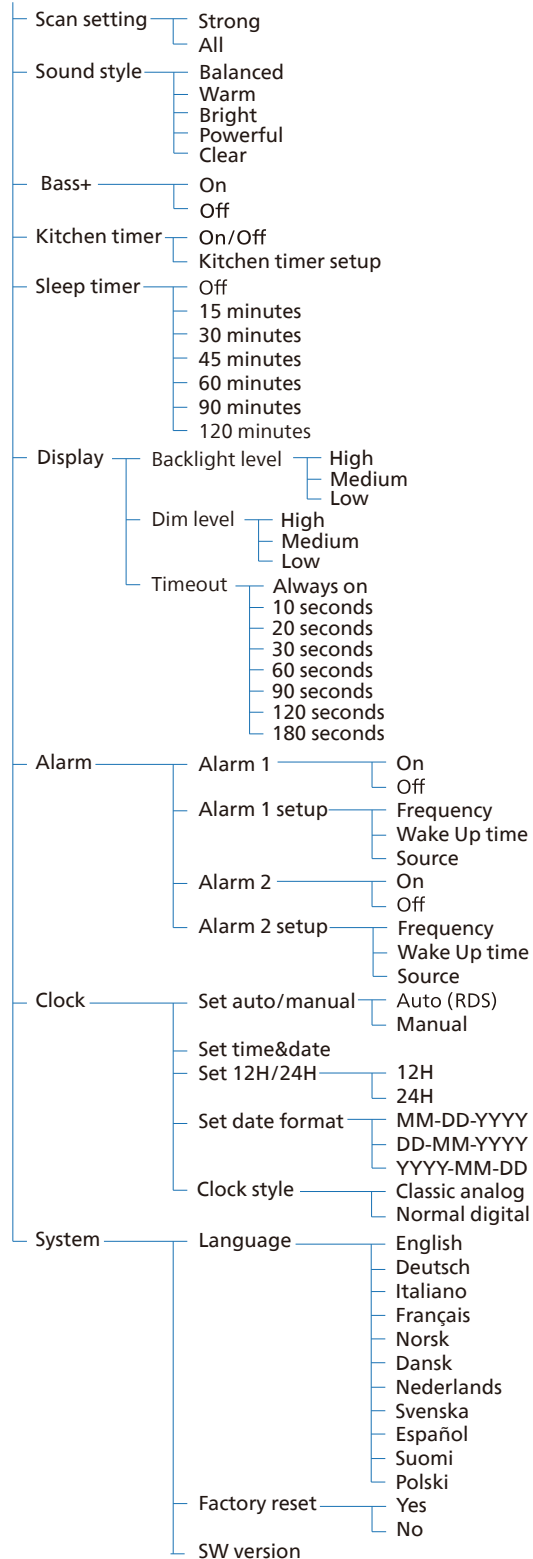 Scan setting Strong
All
Sound style Balanced
Warm
Bright
Powerful
Clear
Bass+ On
Off
Kitchen timer On/Off
Kitchen timer setup
Sleep timer Off
15 minutes
30 minutes
45 minutes
60 minutes
90 minutes
120 minutes
Display Backlight level High
Medium
Low
Dim level High
Medium
Low
Timeout Always on
10 seconds
20 seconds
30 seconds
60 seconds
90 seconds
120 seconds
180 seconds
Alarm Alarm 1 On
Off
Alarm 1 setup Frequency
Wake Up time
Source
Alarm 2 On
Off
Alarm 2 setup Frequency
Wake Up time
Source
Clock Set auto/manual Auto (RDS)
Manual
Set time&date
Set 12H/24H 12H
24H
Set date format MM-DD-YYYY
DD-MM-YYYY
YYYY-MM-DD
Clock style Classic analog
Normal digital
System Language English
Deutsch
Italiano
Français
Norsk
Dansk
Nederlands
Svenska
Español
Suomi
Polski
Factory reset Yes
No
SW version